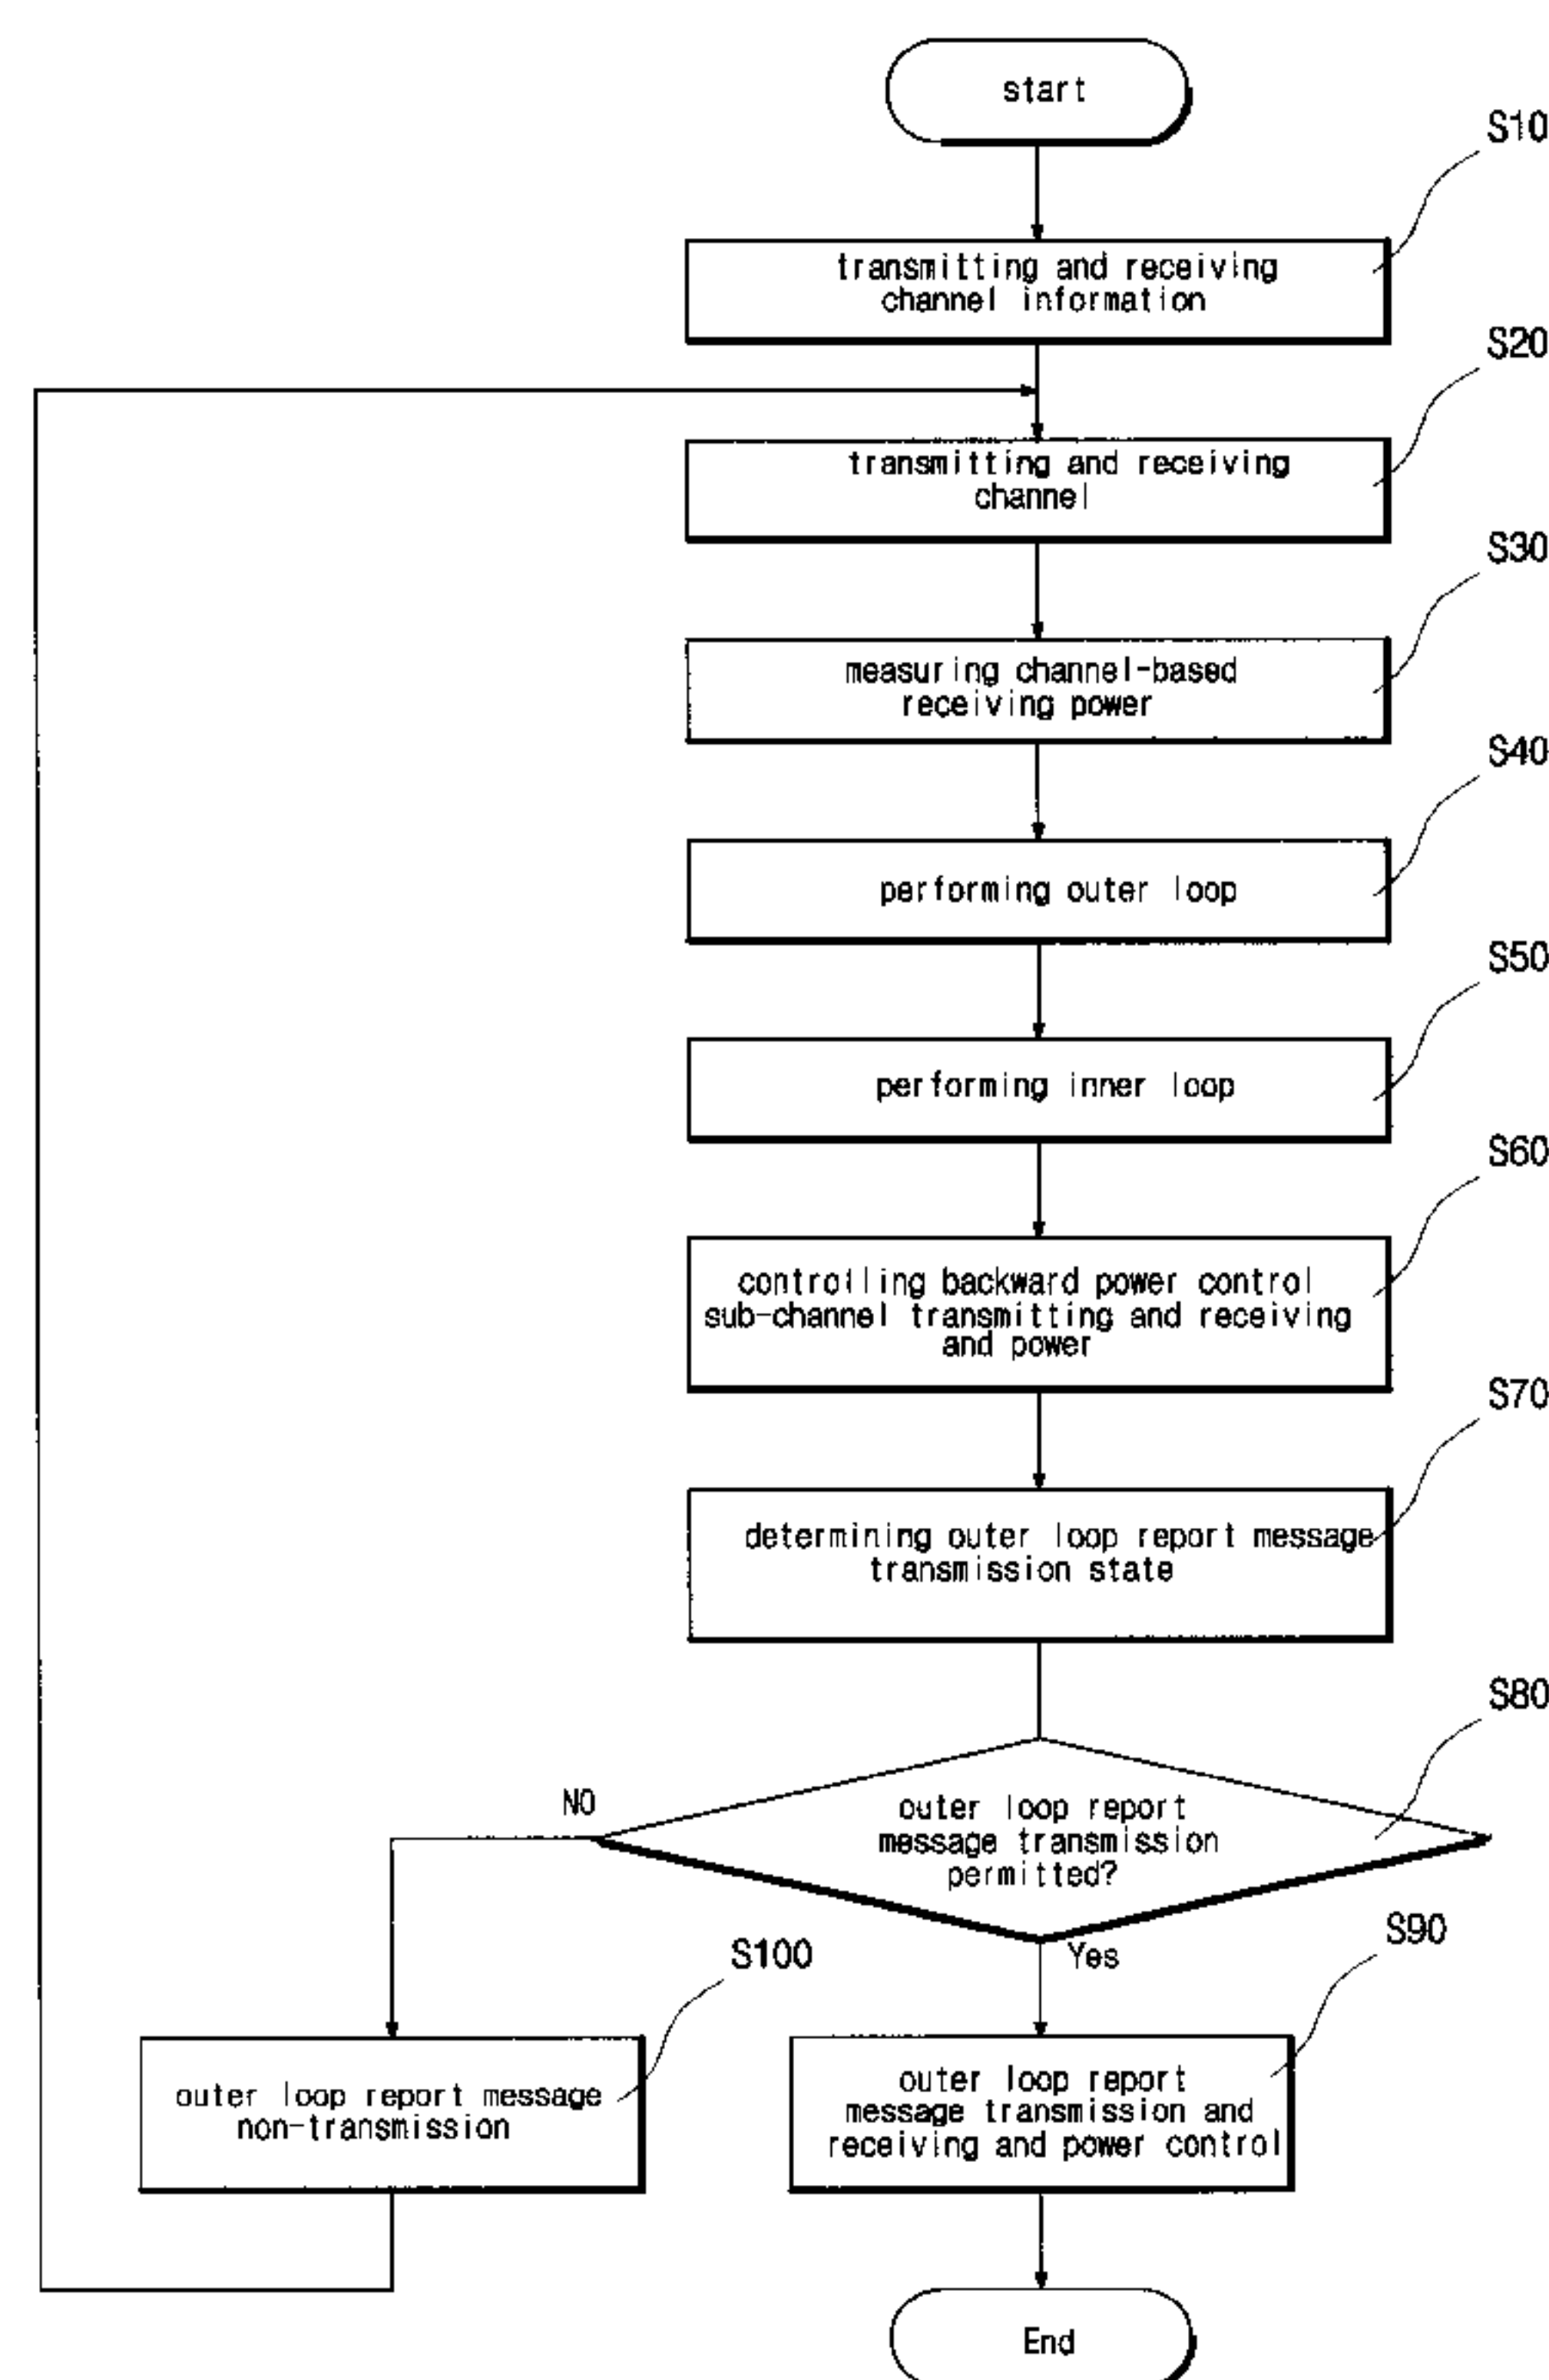 start
S10
transmitting and receiving
channel information
S20
transmitting and receiving
channel
S30
measuring channel-based
receiving power
S40
performing outer loop
S50
performing inner loop
S60
controlling backward power control
sub-channel transmitting and receiving
and power
S70
determining outer loop report message
transmission state
S80
NO
outer loop report
message transmission
permitted?
Yes
S90
S100
outer loop report message
non-transmission
outer loop report
message transmission and
receiving and power control
End